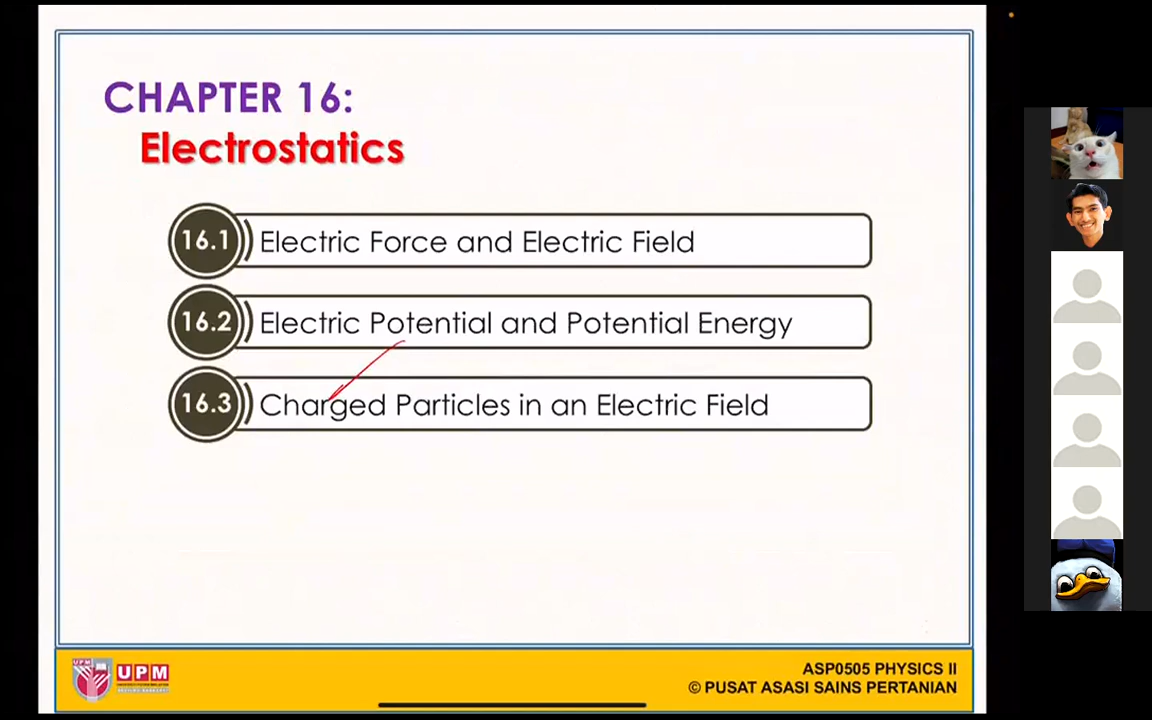 CHAPTER 16:
Electrostatics
16.1 Electric Force and Electric Field
16.2 Electric Potential and Potential Energy
16.3 Charged Particles in an Electric Field
UPM
UPM
ASP0505 PHYSICS II
© PUSAT ASASI SAINS PERTANIAN